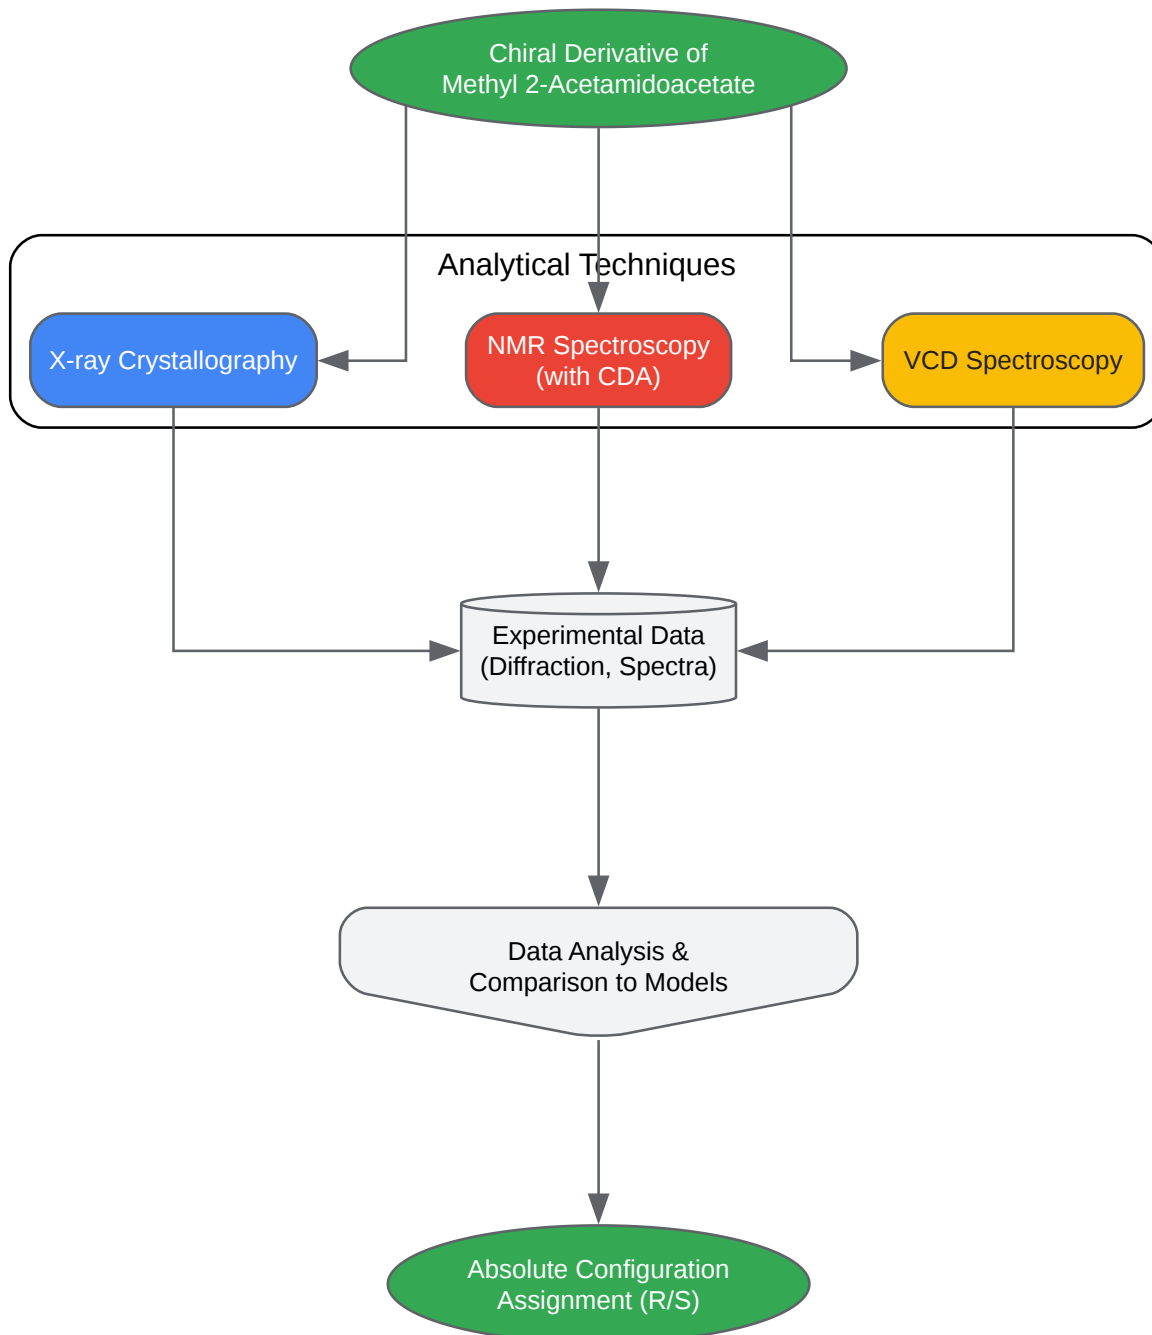 Chiral Derivative of
Methyl 2-Acetamidoacetate
Analytical Techniques
X-ray Crystallography
NMR Spectroscopy
(with CDA)
VCD Spectroscopy
Experimental Data
(Diffraction, Spectra)
Data Analysis &
Comparison to Models
Absolute Configuration
Assignment (R/S)